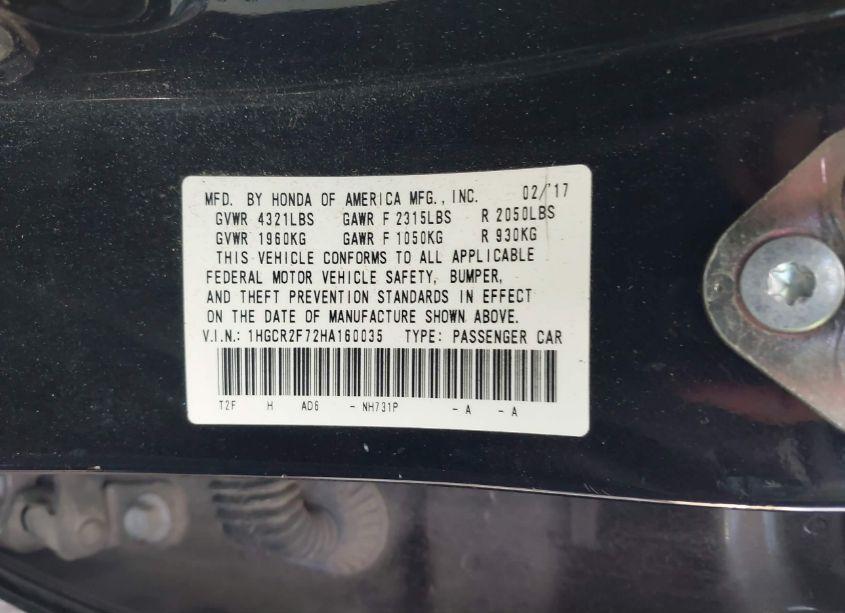 MFD. BY HONDA OF AMERICA MFG., INC. 02/'17
GVWR 4321LBS GAWR F 2315LBS R 2050LBS
GVWR 1960KG GAWR F 1050KG R 930KG
THIS VEHICLE CONFORMS TO ALL APPLICABLE
FEDERAL MOTOR VEHICLE SAFETY, BUMPER,
AND THEFT PREVENTION STANDARDS IN EFFECT
ON THE DATE OF MANUFACTURE SHOWN ABOVE.
V.I.N.: 1HGCR2F72HA160035 TYPE: PASSENGER CAR
T2F H AD6 - NH731P - A - A